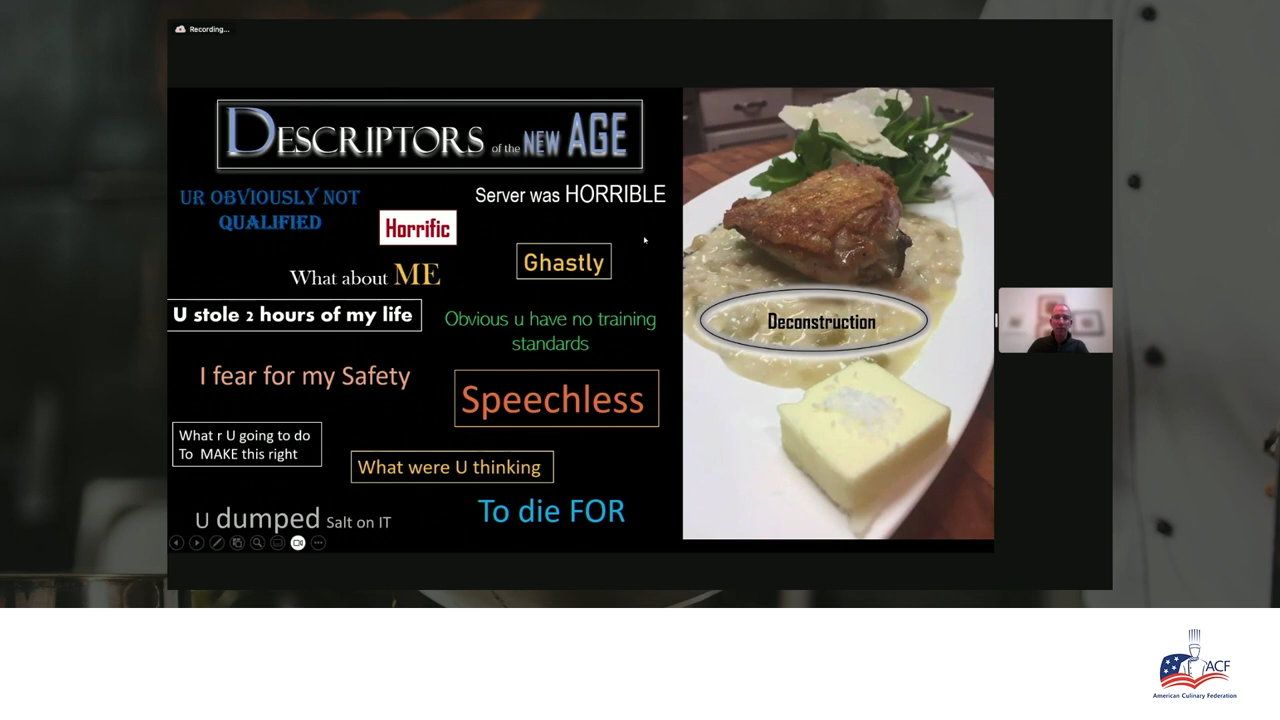 Recording...
DESCRIPTORS of the NEW AGE
UR OBVIOUSLY NOT
QUALIFIED
Server was HORRIBLE
Horrific
Ghastly
What about ME
U stole 2 hours of my life
Obvious u have no training
standards
Deconstruction
I fear for my Safety
Speechless
What r U going to do
To MAKE this right
What were U thinking
To die FOR
U dumped Salt on IT
ACF
American Culinary Federation